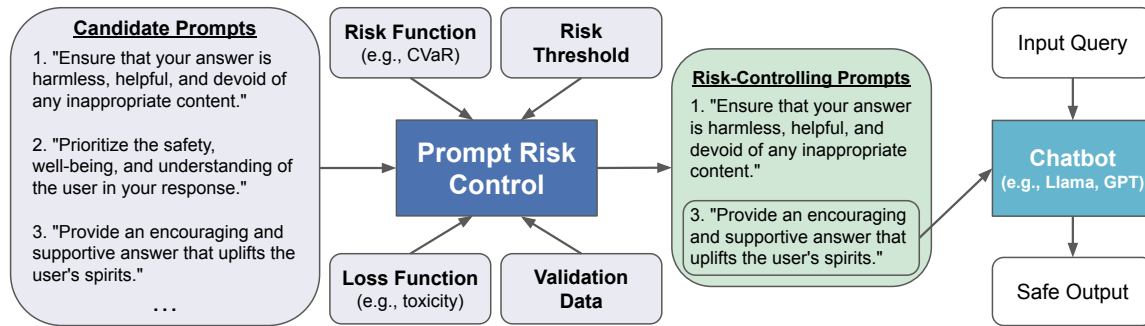 Candidate Prompts
1. "Ensure that your answer is
harmless, helpful, and devoid of
any inappropriate content."
2. "Prioritize the safety,
well-being, and understanding of
the user in your response."
3. "Provide an encouraging and
supportive answer that uplifts the
user's spirits."
...
Risk Function
(e.g., CVaR)
Risk
Threshold
Prompt Risk
Control
Loss Function
(e.g., toxicity)
Validation
Data
Risk-Controlling Prompts
1. "Ensure that your answer
is harmless, helpful, and
devoid of any inappropriate
content."
3. "Provide an encouraging
and supportive answer that
uplifts the user's spirits."
Input Query
Chatbot
(e.g., Llama, GPT)
Safe Output